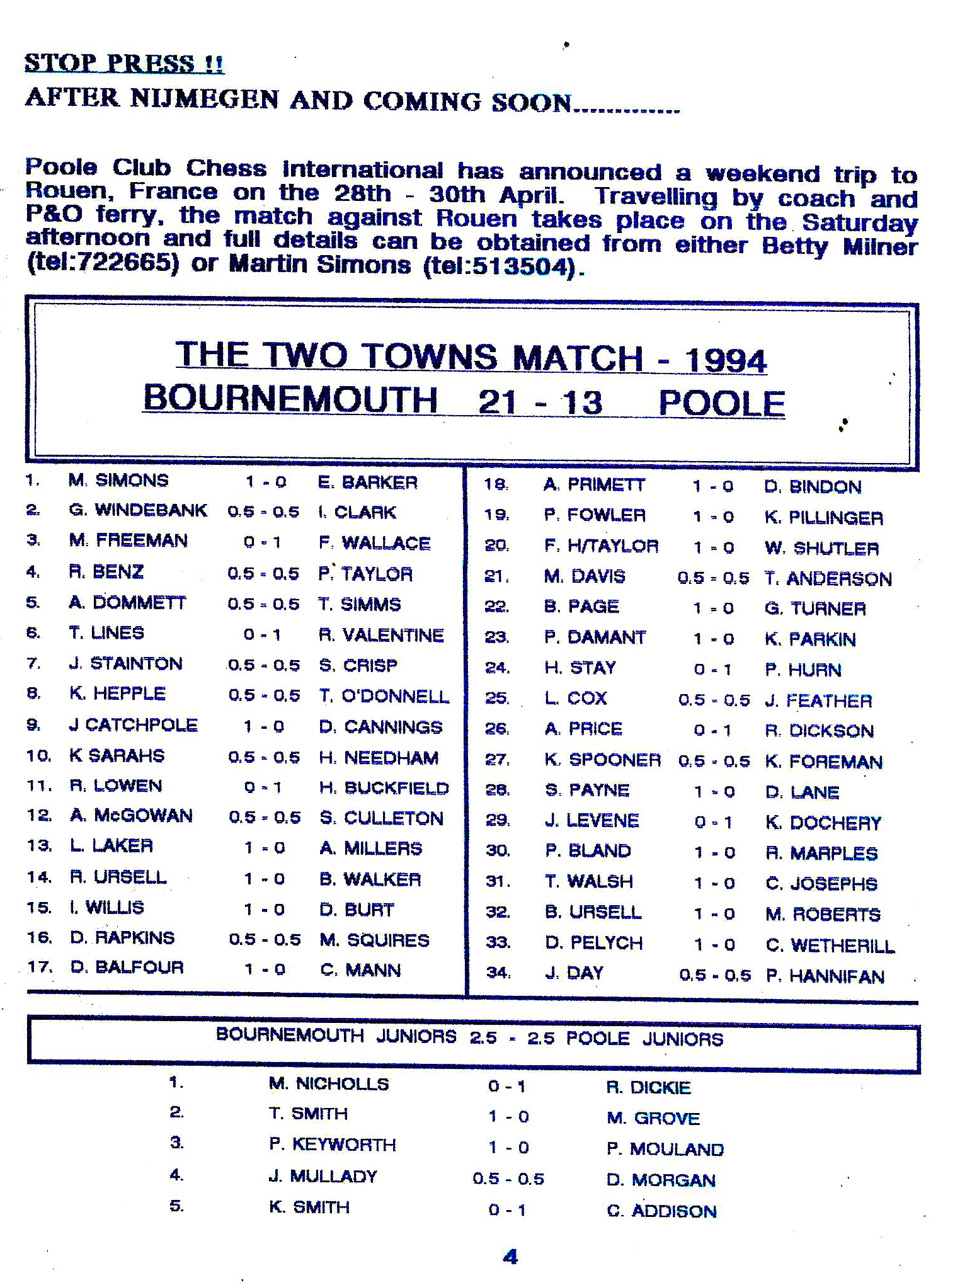 STOP PRESS !!
AFTER NIJMEGEN AND COMING SOON.............
Poole Club Chess International has announced a weekend trip to
Rouen, France on the 28th - 30th April. Travelling by coach and
P&O ferry, the match against Rouen takes place on the Saturday
afternoon and full details can be obtained from either Betty Milner
(tel:722665) or Martin Simons (tel:513504).
THE TWO TOWNS MATCH - 1994
BOURNEMOUTH 21 - 13 POOLE
1. M. SIMONS 1 - 0 E. BARKER
2. G. WINDEBANK 0.5 - 0.5 I. CLARK
3. M. FREEMAN 0 - 1 F. WALLACE
4. R. BENZ 0.5 - 0.5 P. TAYLOR
5. A. DOMMETT 0.5 - 0.5 T. SIMMS
6. T. LINES 0 - 1 R. VALENTINE
7. J. STAINTON 0.5 - 0.5 S. CRISP
8. K. HEPPLE 0.5 - 0.5 T. O'DONNELL
9. J CATCHPOLE 1 - 0 D. CANNINGS
10. K SARAHS 0.5 - 0.5 H. NEEDHAM
11. R. LOWEN 0 - 1 H. BUCKFIELD
12. A. McGOWAN 0.5 - 0.5 S. CULLETON
13. L. LAKER 1 - 0 A. MILLERS
14. R. URSELL 1 - 0 B. WALKER
15. I. WILLIS 1 - 0 D. BURT
16. D. RAPKINS 0.5 - 0.5 M. SQUIRES
17. D. BALFOUR 1 - 0 C. MANN
18. A. PRIMETT 1 - 0 D. BINDON
19. P. FOWLER 1 - 0 K. PILLINGER
20. F. H/TAYLOR 1 - 0 W. SHUTLER
21. M. DAVIS 0.5 - 0.5 T. ANDERSON
22. B. PAGE 1 - 0 G. TURNER
23. P. DAMANT 1 - 0 K. PARKIN
24. H. STAY 0 - 1 P. HURN
25. L. COX 0.5 - 0.5 J. FEATHER
26. A. PRICE 0 - 1 R. DICKSON
27. K. SPOONER 0.5 - 0.5 K. FOREMAN
28. S. PAYNE 1 - 0 D. LANE
29. J. LEVENE 0 - 1 K. DOCHERY
30. P. BLAND 1 - 0 R. MARPLES
31. T. WALSH 1 - 0 C. JOSEPHS
32. B. URSELL 1 - 0 M. ROBERTS
33. D. PELYCH 1 - 0 C. WETHERILL
34. J. DAY 0.5 - 0.5 P. HANNIFAN
BOURNEMOUTH JUNIORS 2.5 - 2.5 POOLE JUNIORS
1. M. NICHOLLS 0 - 1 R. DICKIE
2. T. SMITH 1 - 0 M. GROVE
3. P. KEYWORTH 1 - 0 P. MOULAND
4. J. MULLADY 0.5 - 0.5 D. MORGAN
5. K. SMITH 0 - 1 C. ADDISON
4